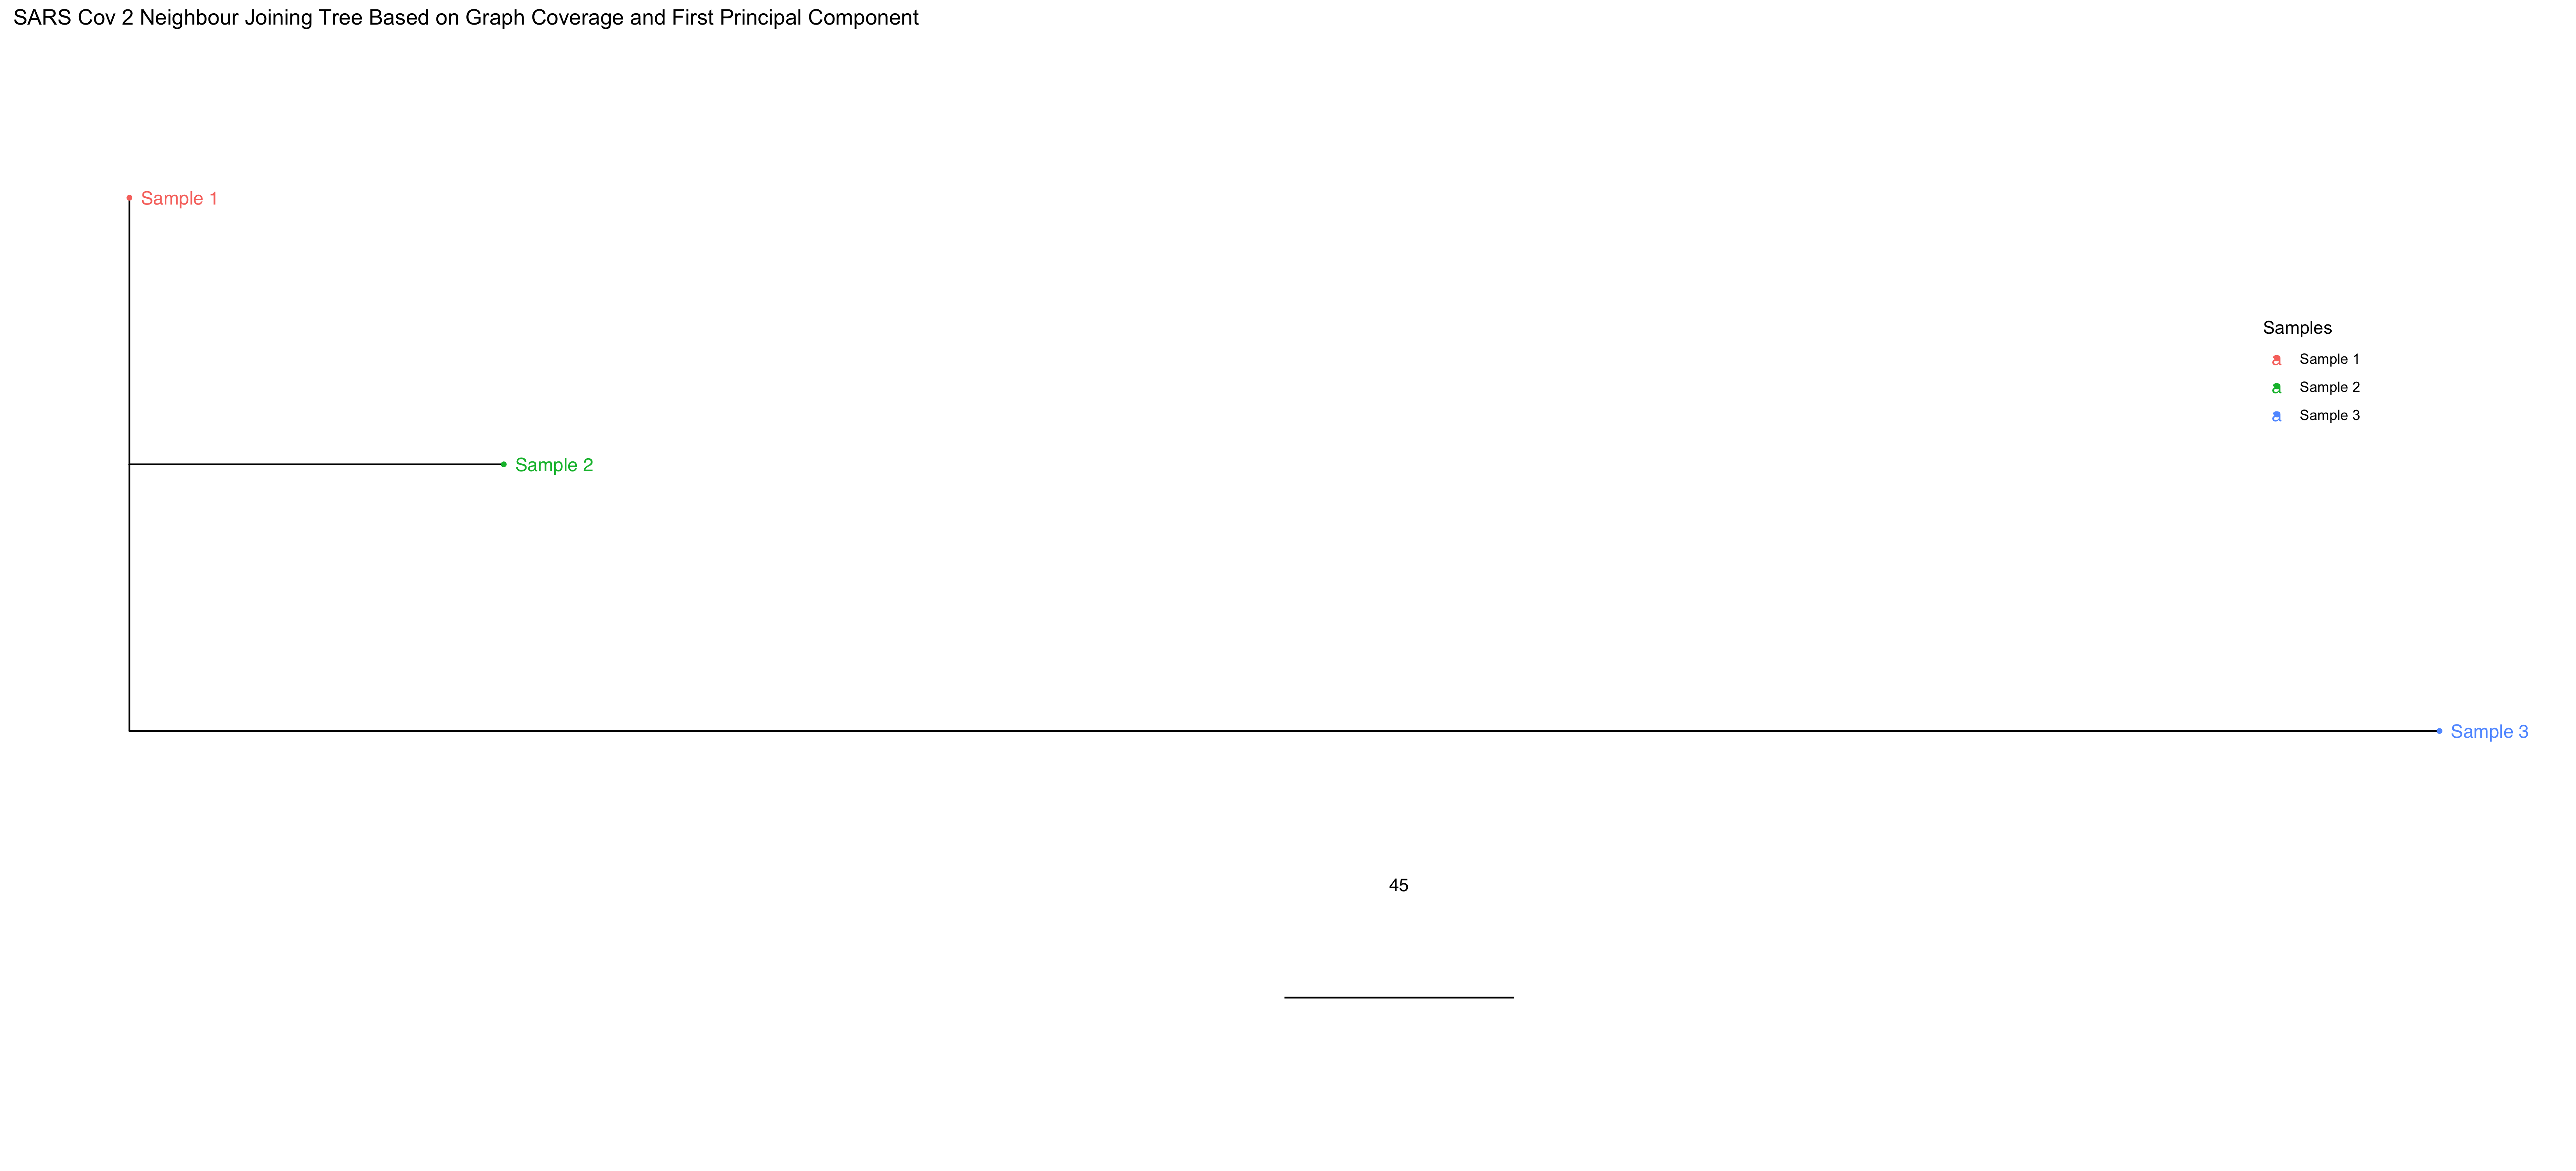 SARS Cov 2 Neighbour Joining Tree Based on Graph Coverage and First Principal Component
Sample 1
Samples
a Sample 1
a Sample 2
a Sample 3
Sample 2
Sample 3
45